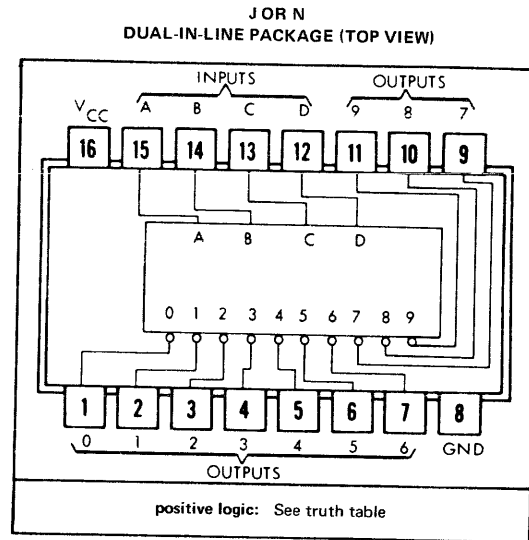 J OR N
DUAL-IN-LINE PACKAGE (TOP VIEW)
INPUTS OUTPUTS
VCC A B C D 9 8 7
16 15 14 13 12 11 10 9
A B C D
0 1 2 3 4 5 6 7 8 9
1 2 3 4 5 6 7 8
0 1 2 3 4 5 6 GND
OUTPUTS
positive logic: See truth table